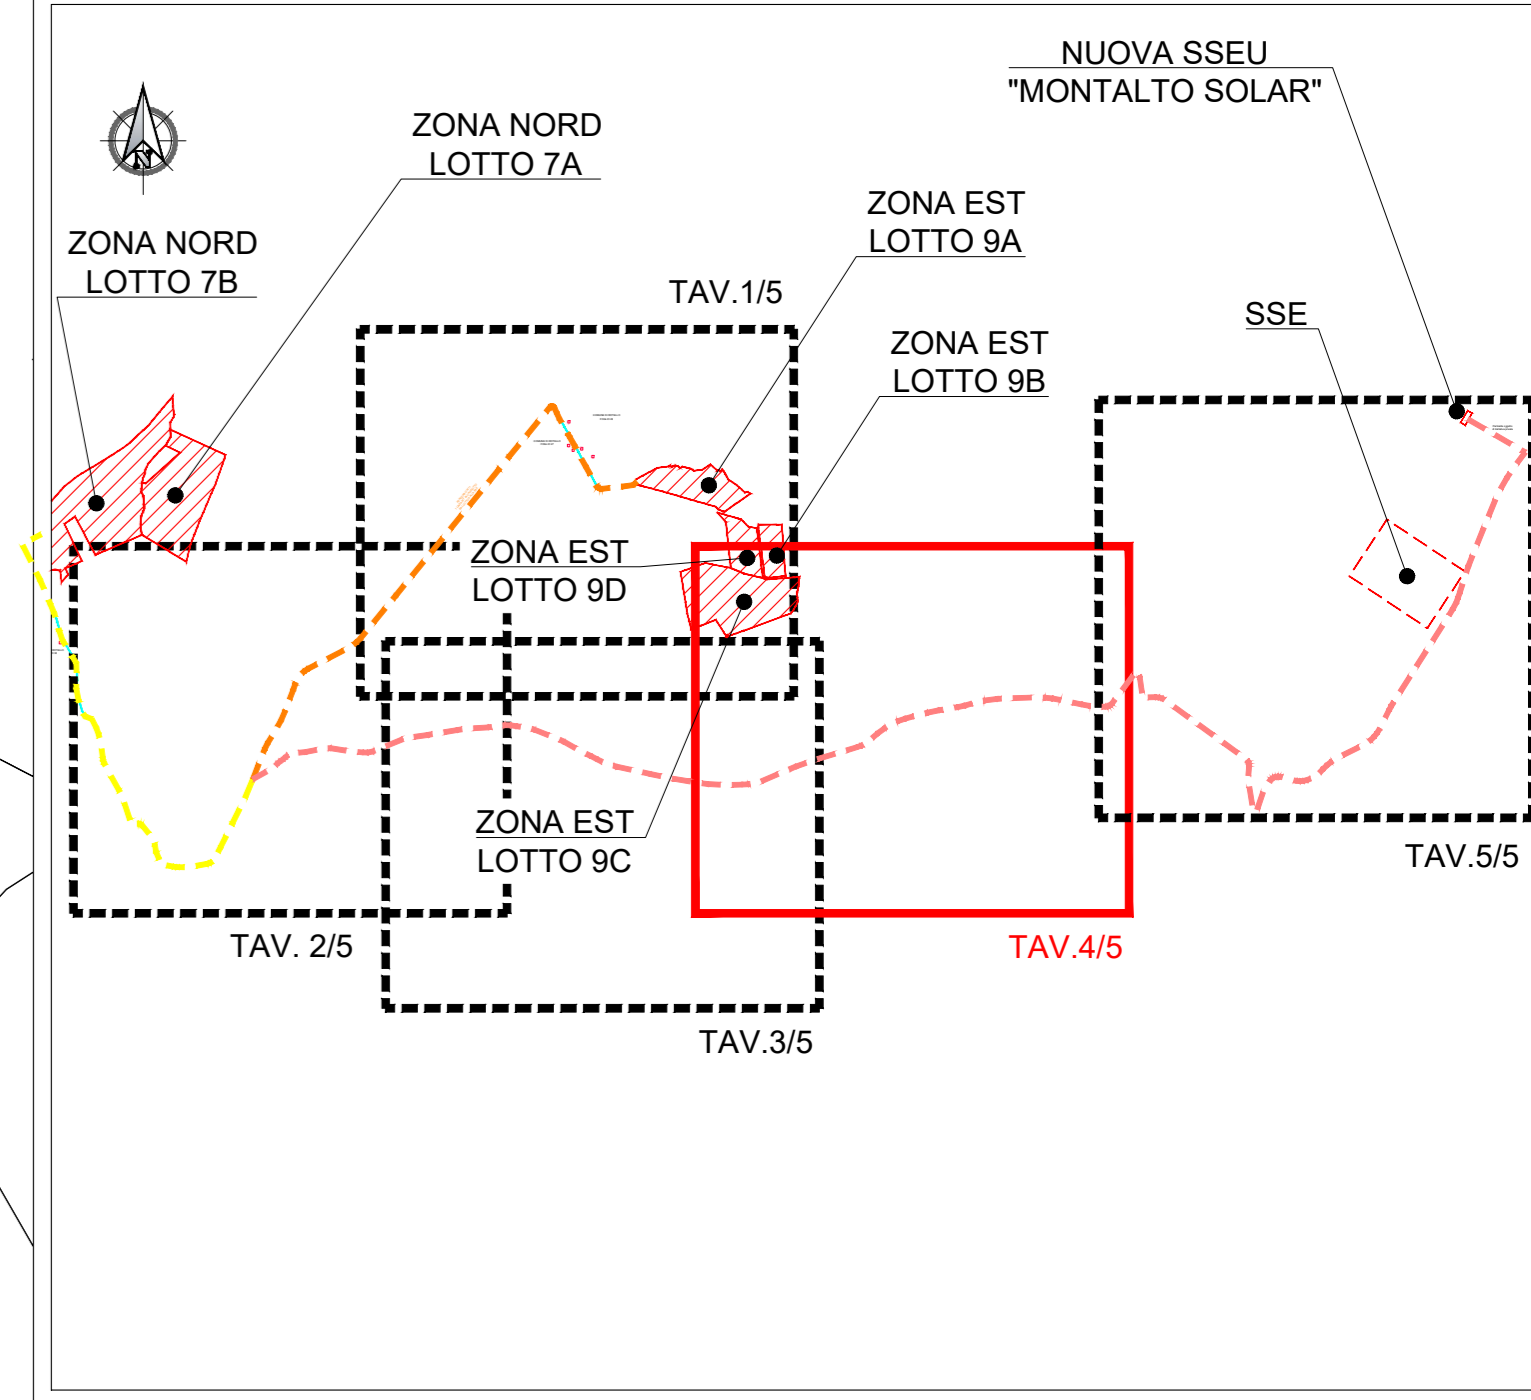 NUOVA SSEU
"MONTALTO SOLAR"
N
ZONA NORD
LOTTO 7A
ZONA EST
LOTTO 9A
ZONA NORD
LOTTO 7B
TAV.1/5
SSE
ZONA EST
LOTTO 9B
ZONA EST
LOTTO 9D
ZONA EST
LOTTO 9C
TAV.5/5
TAV. 2/5
TAV.4/5
TAV.3/5